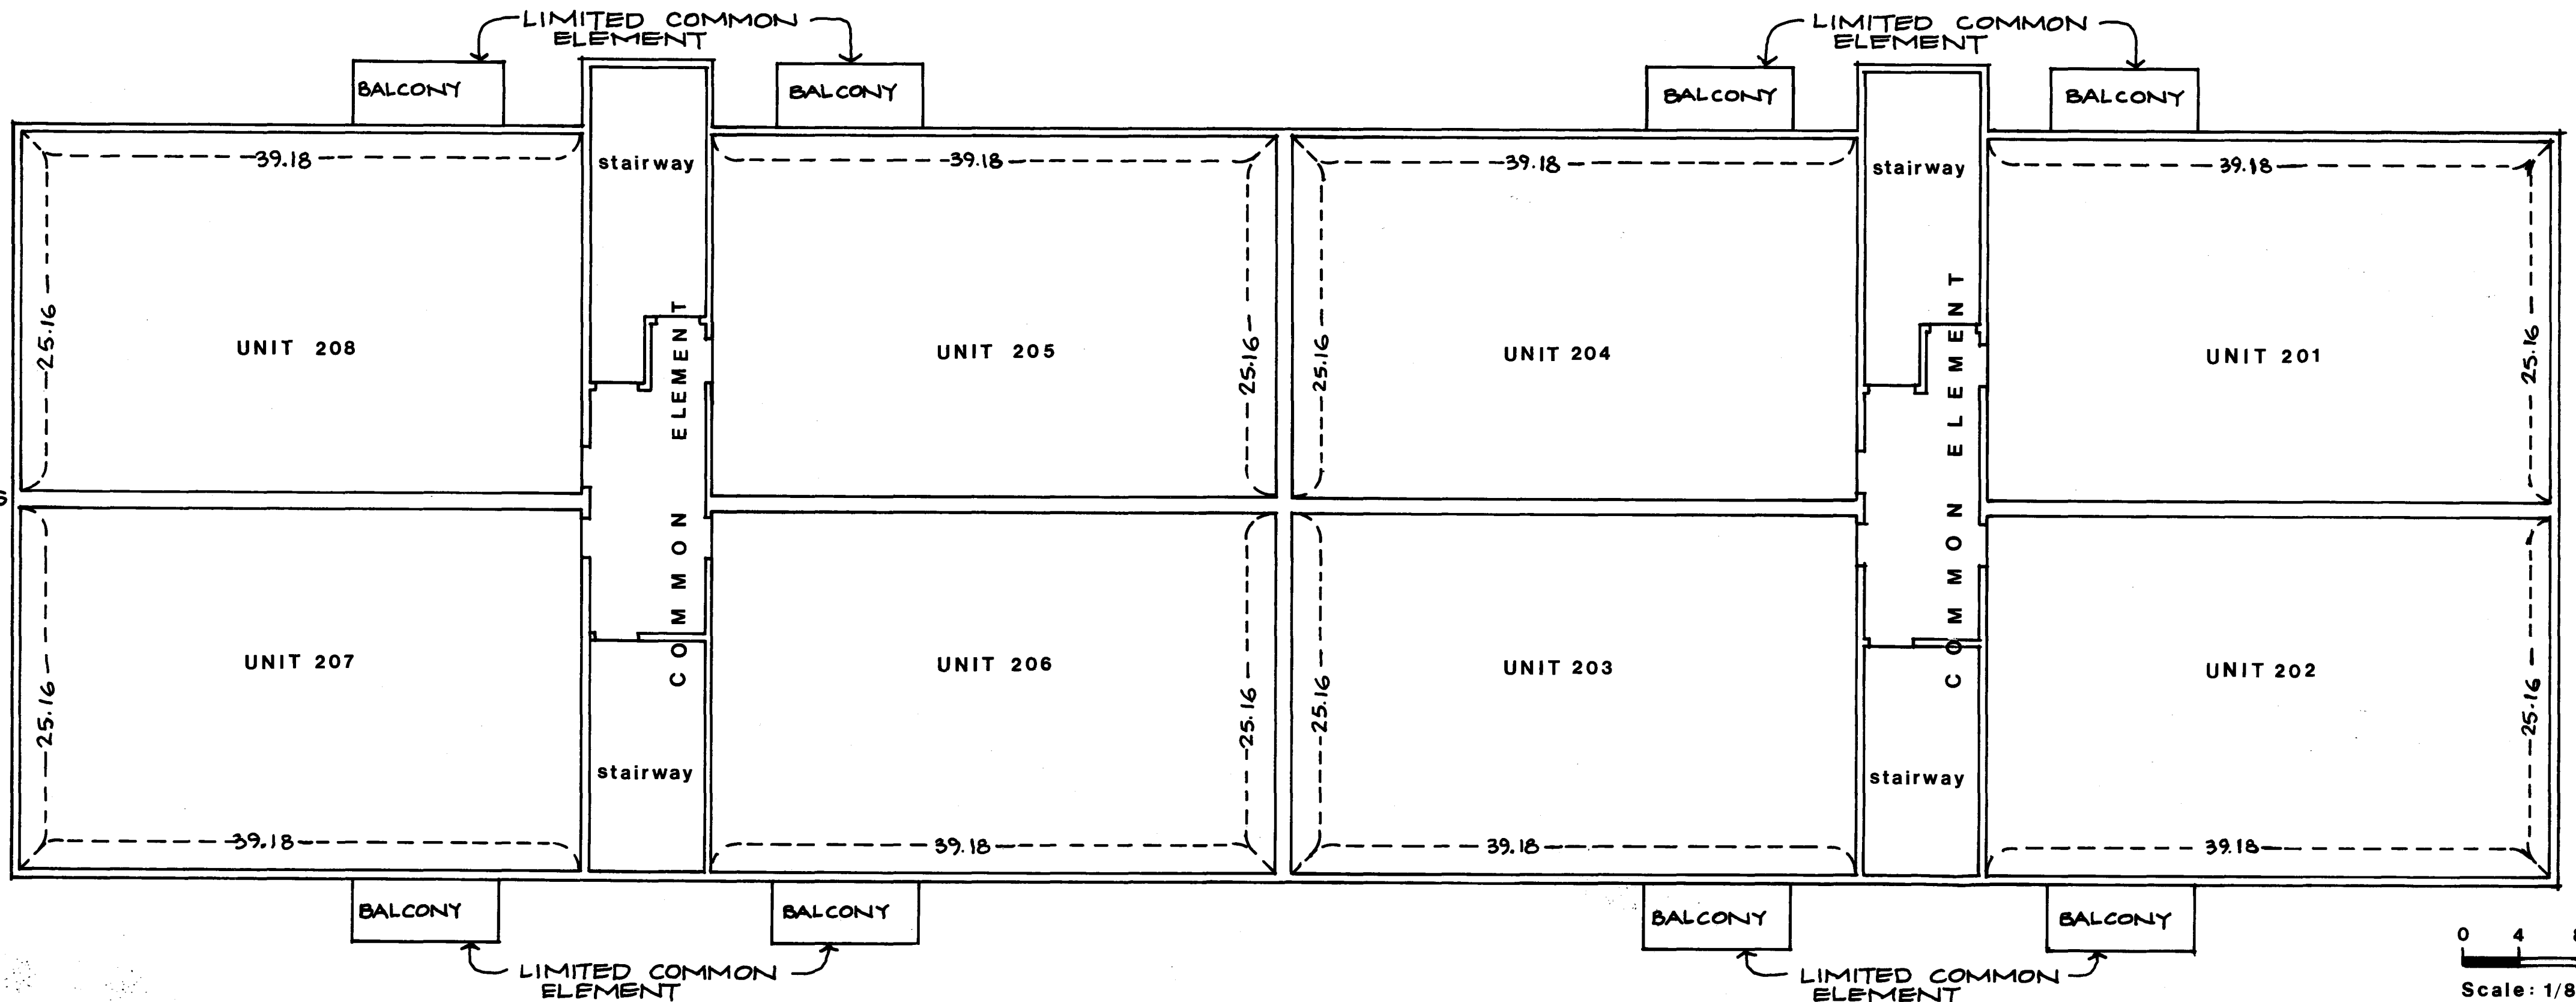 LIMITED COMMON
ELEMENT
LIMITED COMMON
ELEMENT
BALCONY
BALCONY
BALCONY
BALCONY
39.18
stairway
39.18
39.18
stairway
39.18
25.16
UNIT 208
UNIT 205
25.16
25.16
UNIT 204
UNIT 201
25.16
COMMON ELEMENT
COMMON ELEMENT
25.16
UNIT 207
UNIT 206
25.16
25.16
UNIT 203
UNIT 202
25.16
stairway
stairway
39.18
39.18
39.18
39.18
BALCONY
BALCONY
BALCONY
BALCONY
LIMITED COMMON
ELEMENT
LIMITED COMMON
ELEMENT
0 4
Scale: 1/8